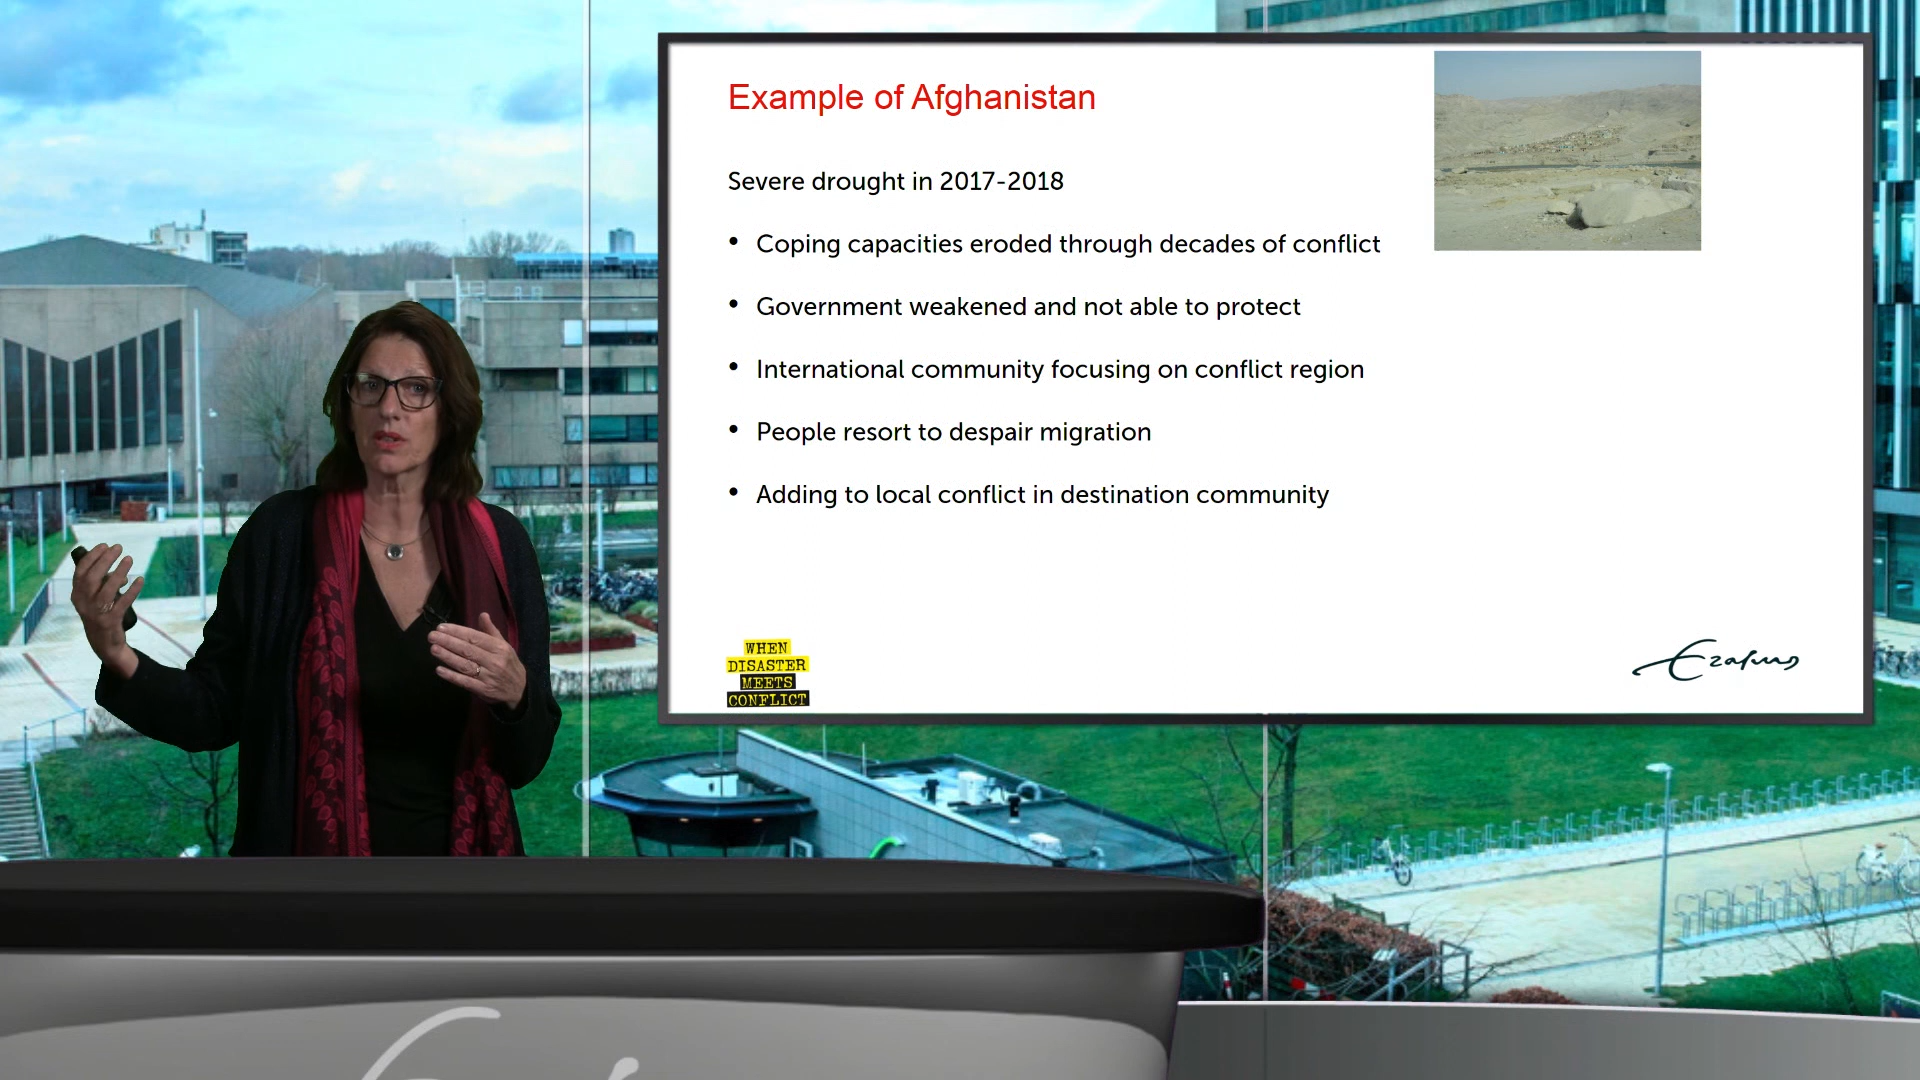 Example of Afghanistan
Severe drought in 2017-2018
• Coping capacities eroded through decades of conflict
• Government weakened and not able to protect
• International community focusing on conflict region
• People resort to despair migration
• Adding to local conflict in destination community
WHEN
DISASTER
MEETS
CONFLICT
Erasmus